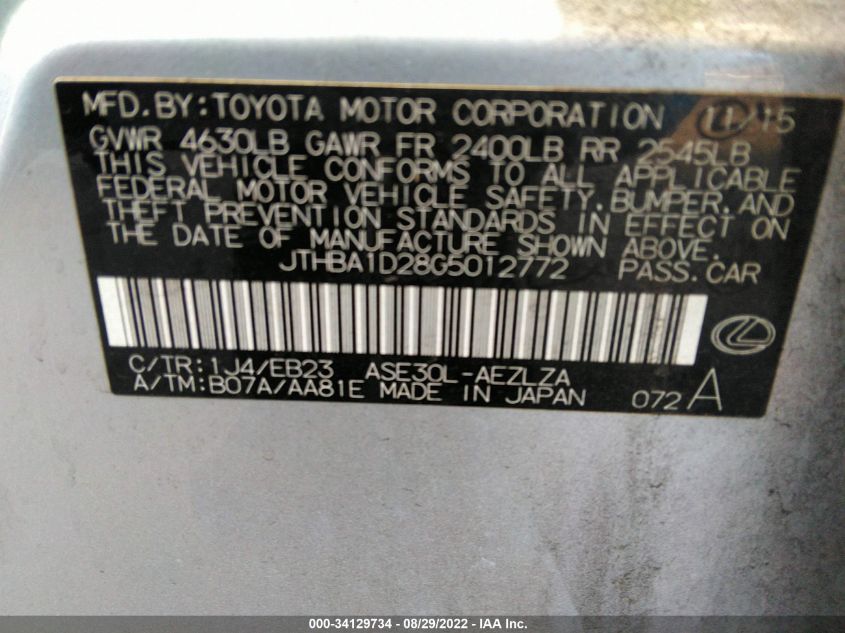 MFD.BY:TOYOTA MOTOR CORPORATION 11/15
GVWR 4630LB GAWR FR 2400LB RR 2545LB
THIS VEHICLE CONFORMS TO ALL APPLICABLE
FEDERAL MOTOR VEHICLE SAFETY,BUMPER,AND
THEFT PREVENTION STANDARDS IN EFFECT ON
THE DATE OF MANUFACTURE SHOWN ABOVE.
JTHBA1D28G5012772 PASS.CAR
C/TR:1J4/EB23 ASE30L-AEZLZA
A/TM:B07A/AA81E MADE IN JAPAN 072A
000-34129734 - 08/29/2022 - IAA Inc.